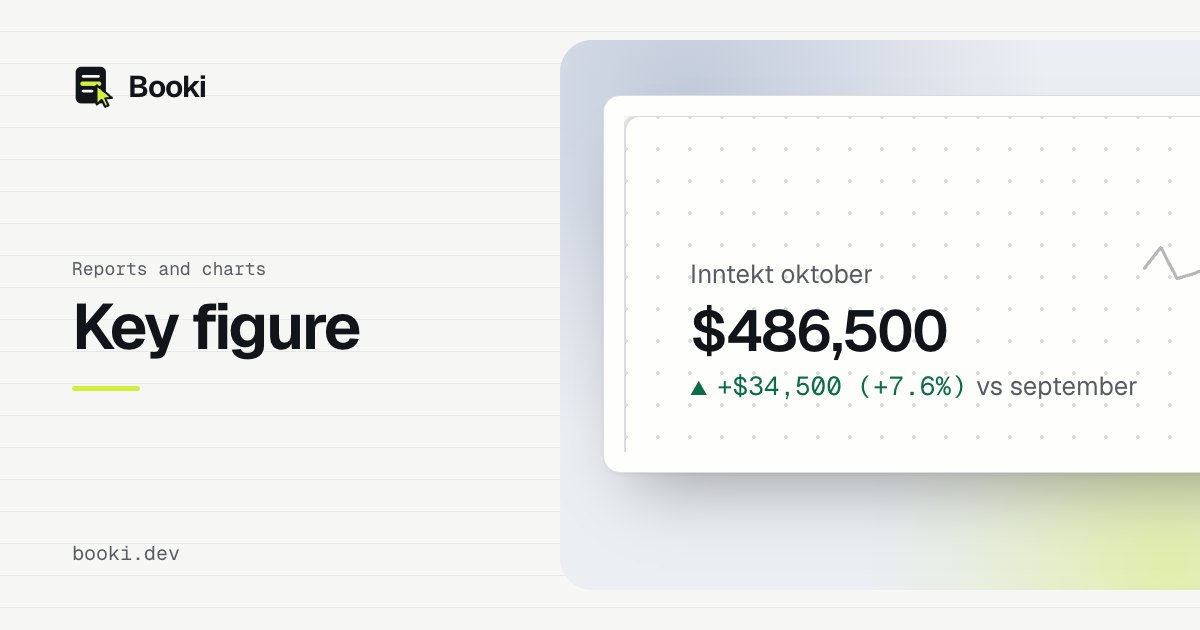 Booki
Reports and charts
Key figure
booki.dev
Inntekt oktober
$486,500
▲ +$34,500 (+7.6%) vs september